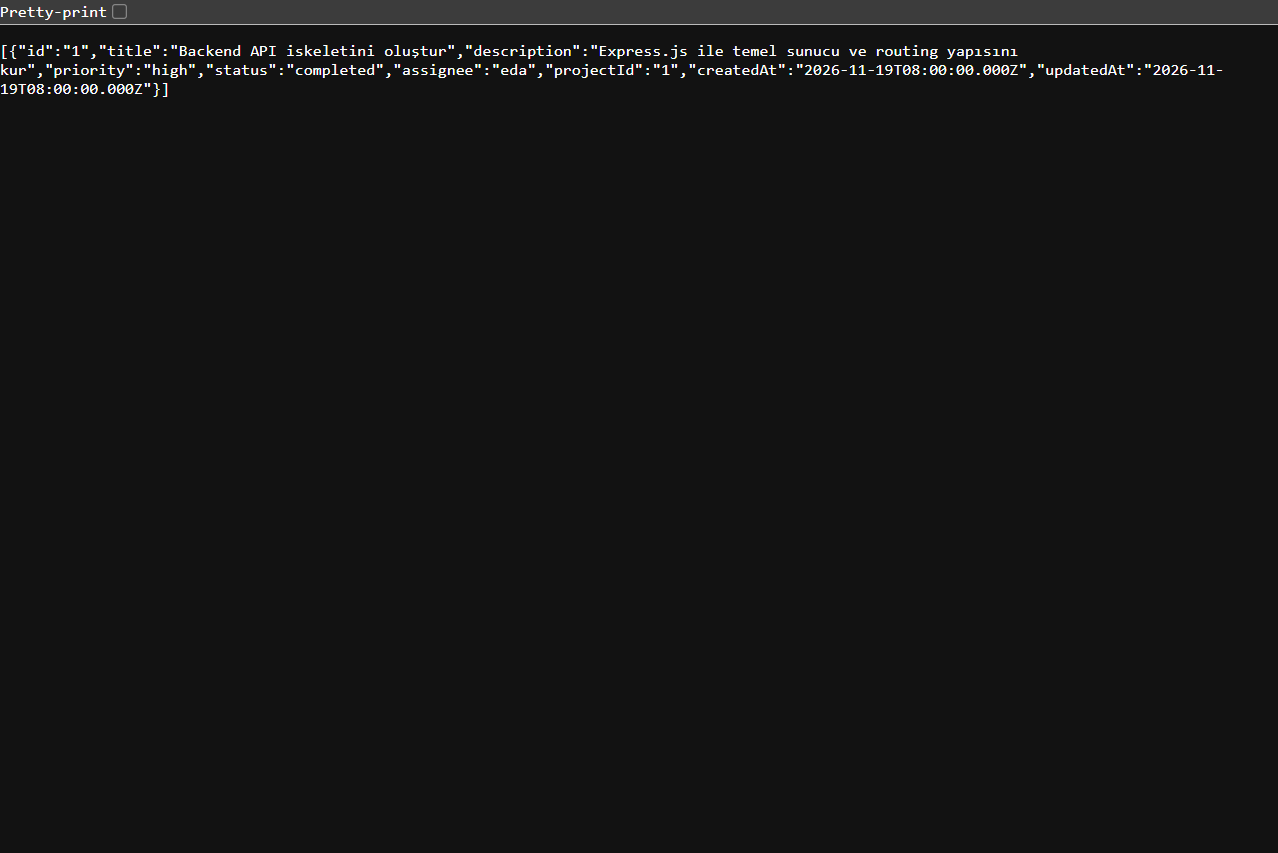 Pretty-print
[{"id":"1","title":"Backend API iskeletini oluştur","description":"Express.js ile temel sunucu ve routing yapısını
kur","priority":"high","status":"completed","assignee":"eda","projectId":"1","createdAt":"2026-11-19T08:00:00.000Z","updatedAt":"2026-11-
19T08:00:00.000Z"}]